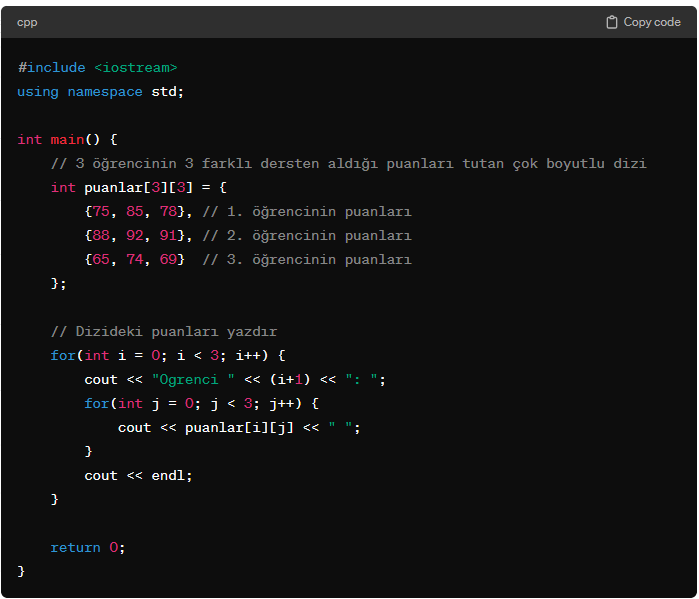 cpp
Copy code
#include <iostream>
using namespace std;
int main() {
    // 3 öğrencinin 3 farklı dersten aldığı puanları tutan çok boyutlu dizi
    int puanlar[3][3] = {
        {75, 85, 78}, // 1. öğrencinin puanları
        {88, 92, 91}, // 2. öğrencinin puanları
        {65, 74, 69}  // 3. öğrencinin puanları
    };
    // Dizideki puanları yazdır
    for(int i = 0; i < 3; i++) {
        cout << "Ogrenci " << (i+1) << ": ";
        for(int j = 0; j < 3; j++) {
            cout << puanlar[i][j] << " ";
        }
        cout << endl;
    }
    return 0;
}